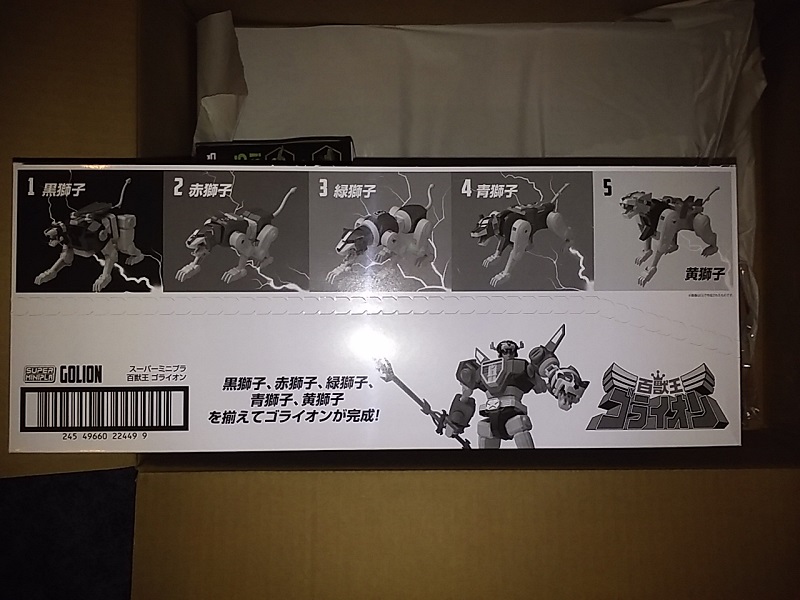 1 黒獅子
2 赤獅子
3 緑獅子
4 青獅子
5
黄獅子
SUPER MINIPLA
GOLION
スーパーミニプラ
百獣王 ゴライオン
黒獅子、赤獅子、緑獅子、
青獅子、黄獅子
を揃えてゴライオンが完成!
245 49660 22449 9
百獣王
ゴライオン